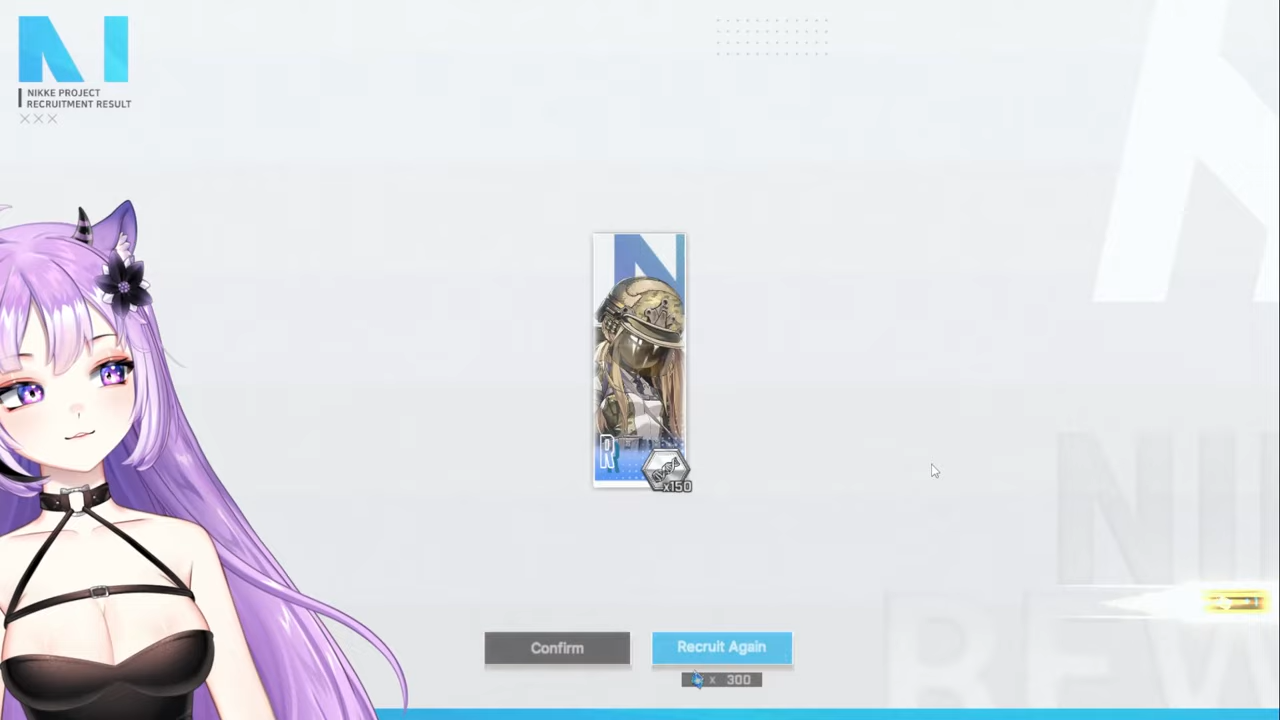 NIKKE PROJECT
RECRUITMENT RESULT
R
x150
Confirm
Recruit Again
x 300